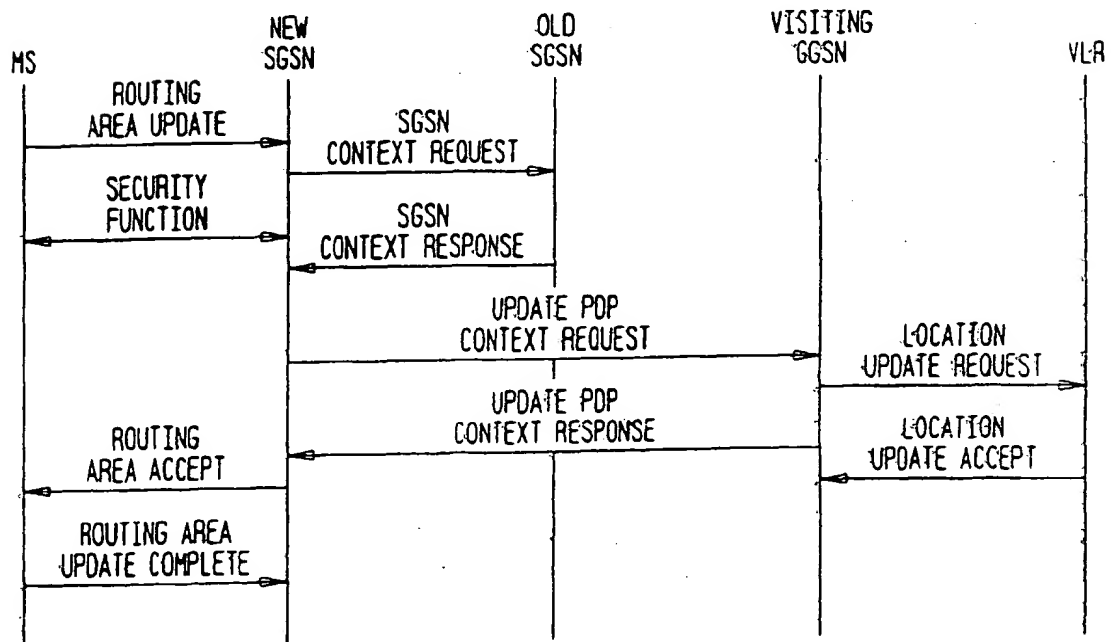 MS
NEW
SGSN
OLD
SGSN
VISITING
GGSN
VLR
ROUTING
AREA UPDATE
SGSN
CONTEXT REQUEST
SECURITY
FUNCTION
SGSN
CONTEXT RESPONSE
UPDATE PDP
CONTEXT REQUEST
LOCATION
UPDATE REQUEST
UPDATE PDP
CONTEXT RESPONSE
LOCATION
UPDATE ACCEPT
ROUTING
AREA ACCEPT
ROUTING AREA
UPDATE COMPLETE